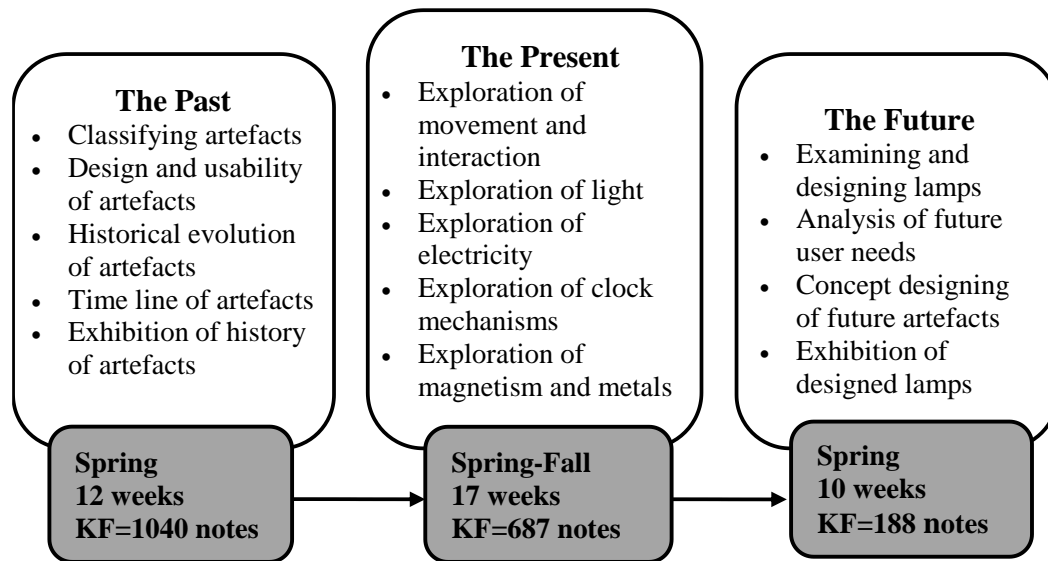 The Past
• Classifying artefacts
• Design and usability
of artefacts
• Historical evolution
of artefacts
• Time line of artefacts
• Exhibition of history
of artefacts
Spring
12 weeks
KF=1040 notes
The Present
• Exploration of
movement and
interaction
• Exploration of light
• Exploration of
electricity
• Exploration of clock
mechanisms
• Exploration of
magnetism and metals
Spring-Fall
17 weeks
KF=687 notes
The Future
• Examining and
designing lamps
• Analysis of future
user needs
• Concept designing
of future artefacts
• Exhibition of
designed lamps
Spring
10 weeks
KF=188 notes